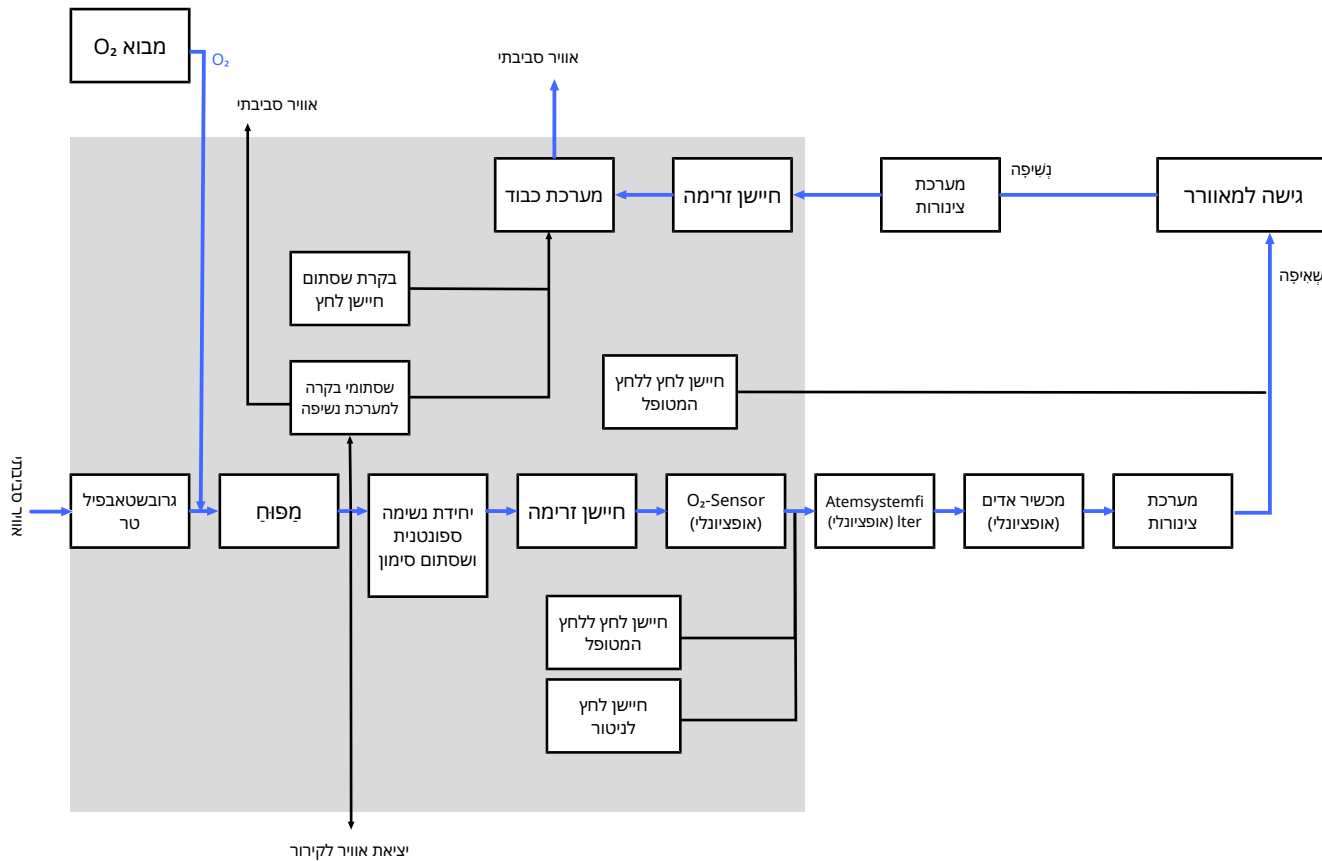 מבוא O₂
O₂
אוויר סביבתי
אוויר סביבתי
נְשִׁיפָה
מערכת כבוד
חיישן זרימה
מערכת
צינורות
גישה למאוורר
שְׁאִיפָה
בקרת שסתום
חיישן לחץ
שסתומי בקרה
למערכת נשיפה
חיישן לחץ ללחץ
המטופל
אוויר סביבתי
גרובשטאבפיל
טר
מַפּוּחַ
יחידת נשימה
ספונטנית
ושסתום סימון
חיישן זרימה
O₂-Sensor
(אופציונלי)
Atemsystemfi
lter (אופציונלי)
מכשיר אדים
(אופציונלי)
מערכת
צינורות
חיישן לחץ ללחץ
המטופל
חיישן לחץ
לניטור
יציאת אוויר לקירור